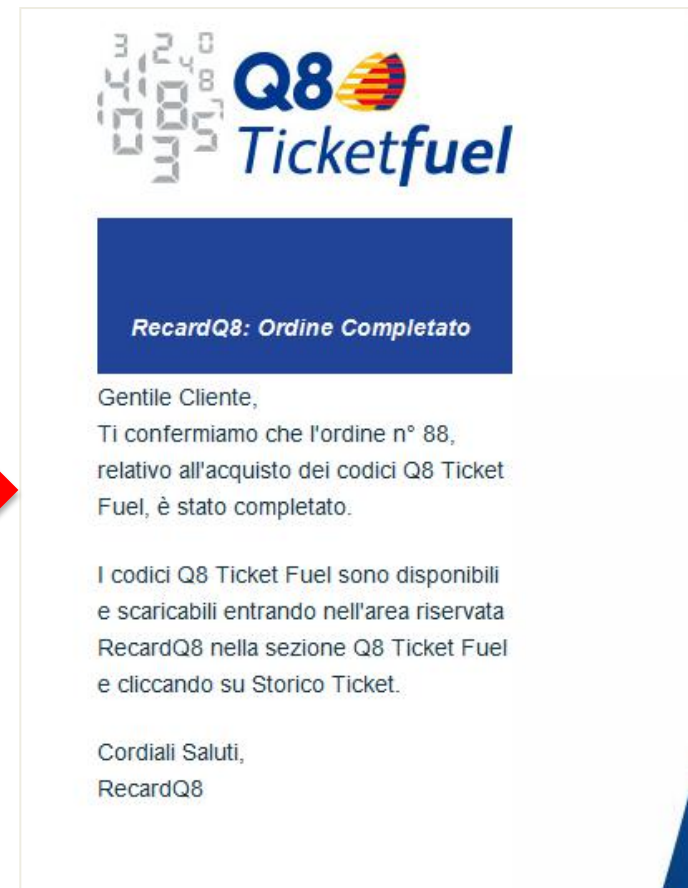 Q8
Ticketfuel
RecardQ8: Ordine Completato
Gentile Cliente,
Ti confermiamo che l'ordine n° 88,
relativo all'acquisto dei codici Q8 Ticket
Fuel, è stato completato.
I codici Q8 Ticket Fuel sono disponibili
e scaricabili entrando nell'area riservata
RecardQ8 nella sezione Q8 Ticket Fuel
e cliccando su Storico Ticket.
Cordiali Saluti,
RecardQ8